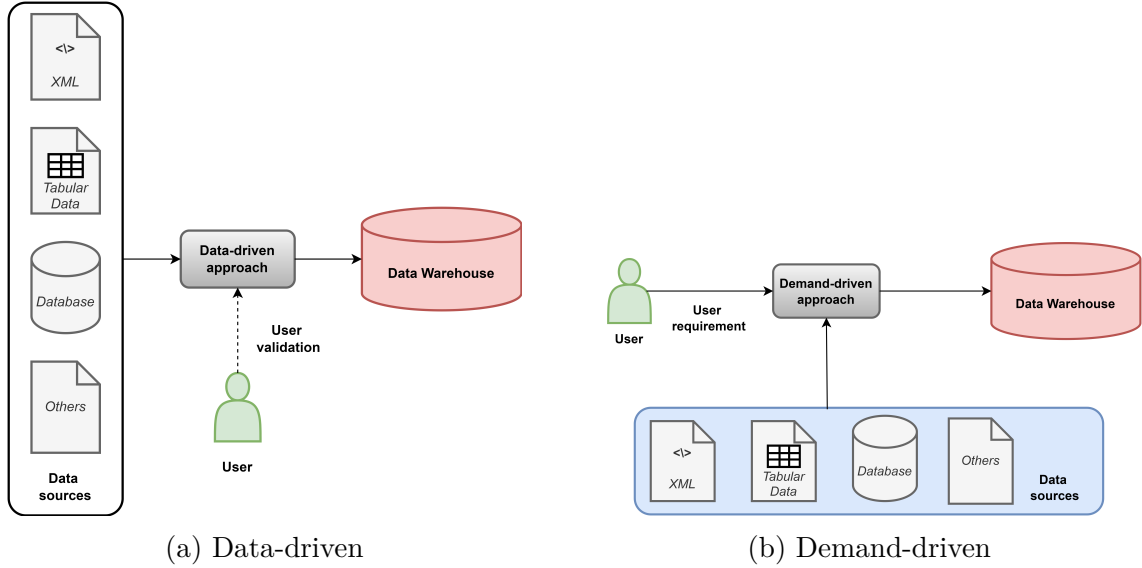 <\>
XML
Tabular
Data
Database
Others
Data
sources
Data-driven
approach
User
validation
User
Data Warehouse
(a) Data-driven
User
User
requirement
Demand-driven
approach
Data Warehouse
<\>
XML
Tabular
Data
Database
Others
Data
sources
(b) Demand-driven